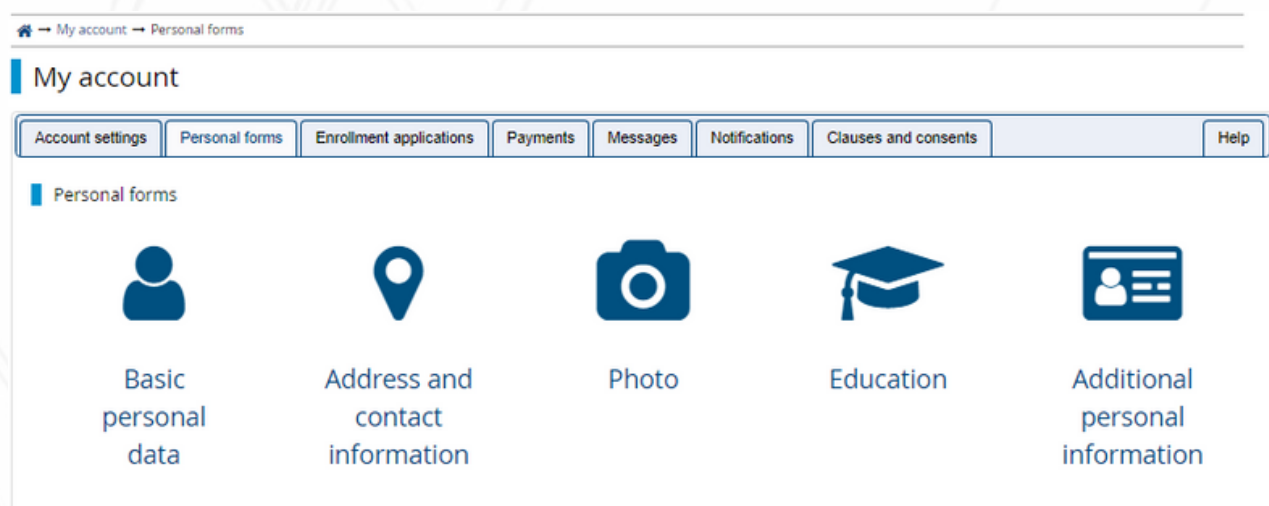 → My account → Personal forms
My account
Account settings Personal forms Enrollment applications Payments Messages Notifications Clauses and consents Help
Personal forms
Basic
personal
data
Address and
contact
information
Photo
Education
Additional
personal
information